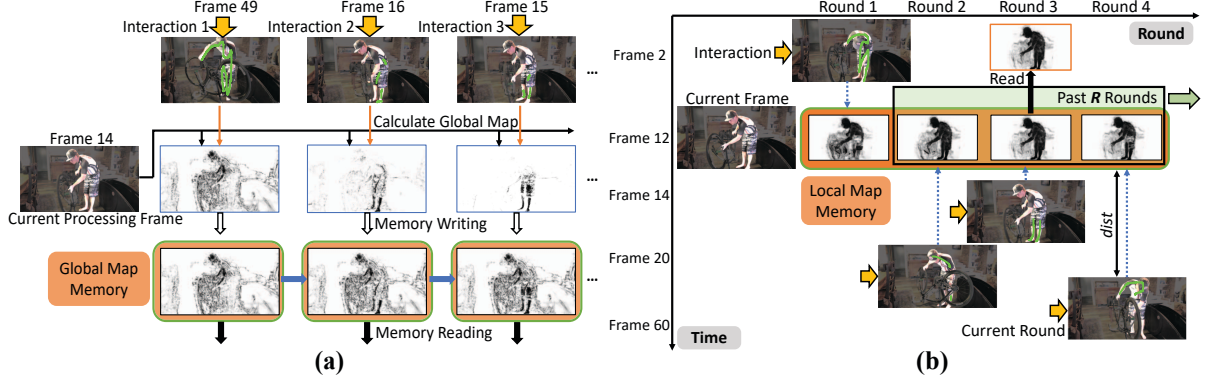 Frame 49
Frame 16
Frame 15
Interaction 1
Interaction 2
Interaction 3
...
Calculate Global Map
Frame 14
...
Current Processing Frame
Memory Writing
Global Map
Memory
...
Memory Reading
(a)
Round 1
Round 2
Round 3
Round 4
Round
Frame 2
Interaction
Read
Current Frame
Past R Rounds
Frame 12
Local Map
Memory
Frame 14
dist
Frame 20
Current Round
Frame 60
Time
(b)